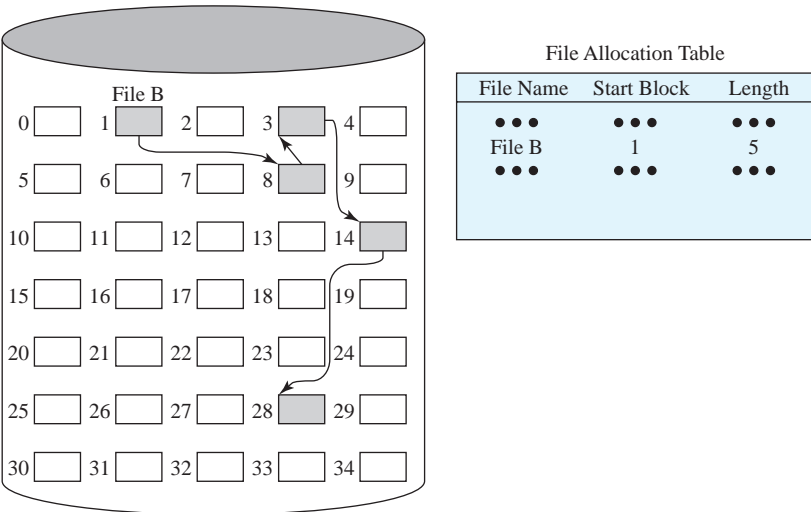 File Allocation Table
File Name Start Block Length
••• ••• •••
File B 1 5
••• ••• •••
File B
0 1 2 3 4
5 6 7 8 9
10 11 12 13 14
15 16 17 18 19
20 21 22 23 24
25 26 27 28 29
30 31 32 33 34